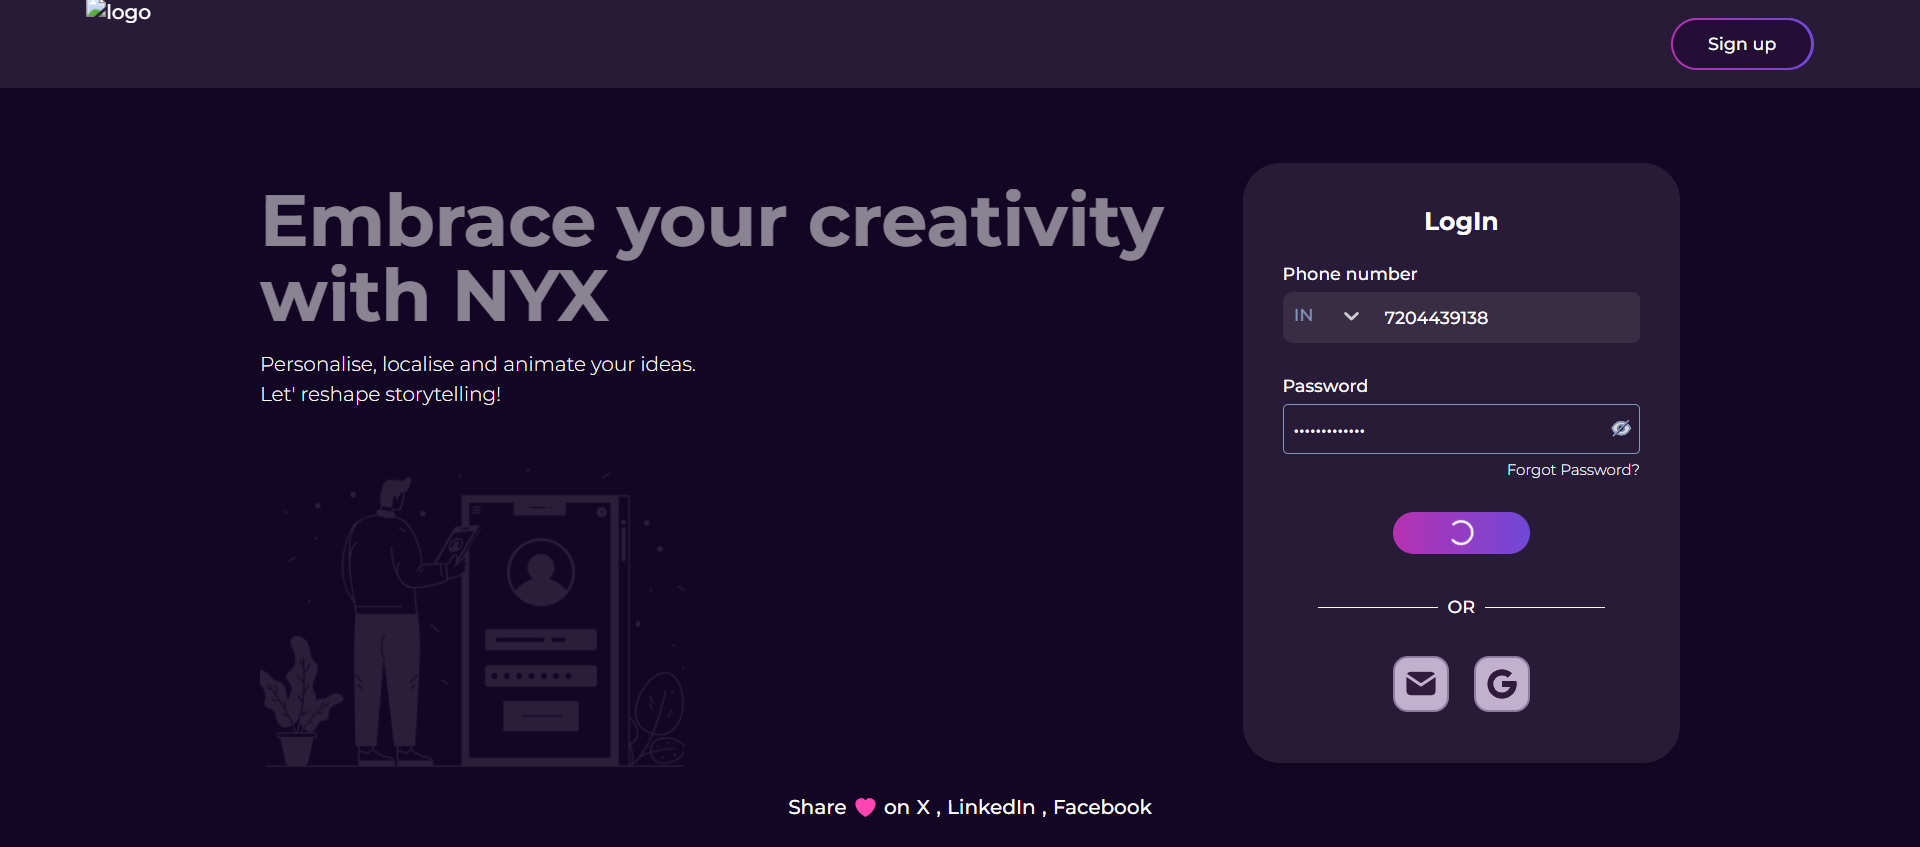 logo
Sign up
Embrace your creativity
with NYX
Personalise, localise and animate your ideas.
Let' reshape storytelling!
LogIn
Phone number
IN
7204439138
Password
•••••••••••••
Forgot Password?
OR
Share on X , LinkedIn , Facebook